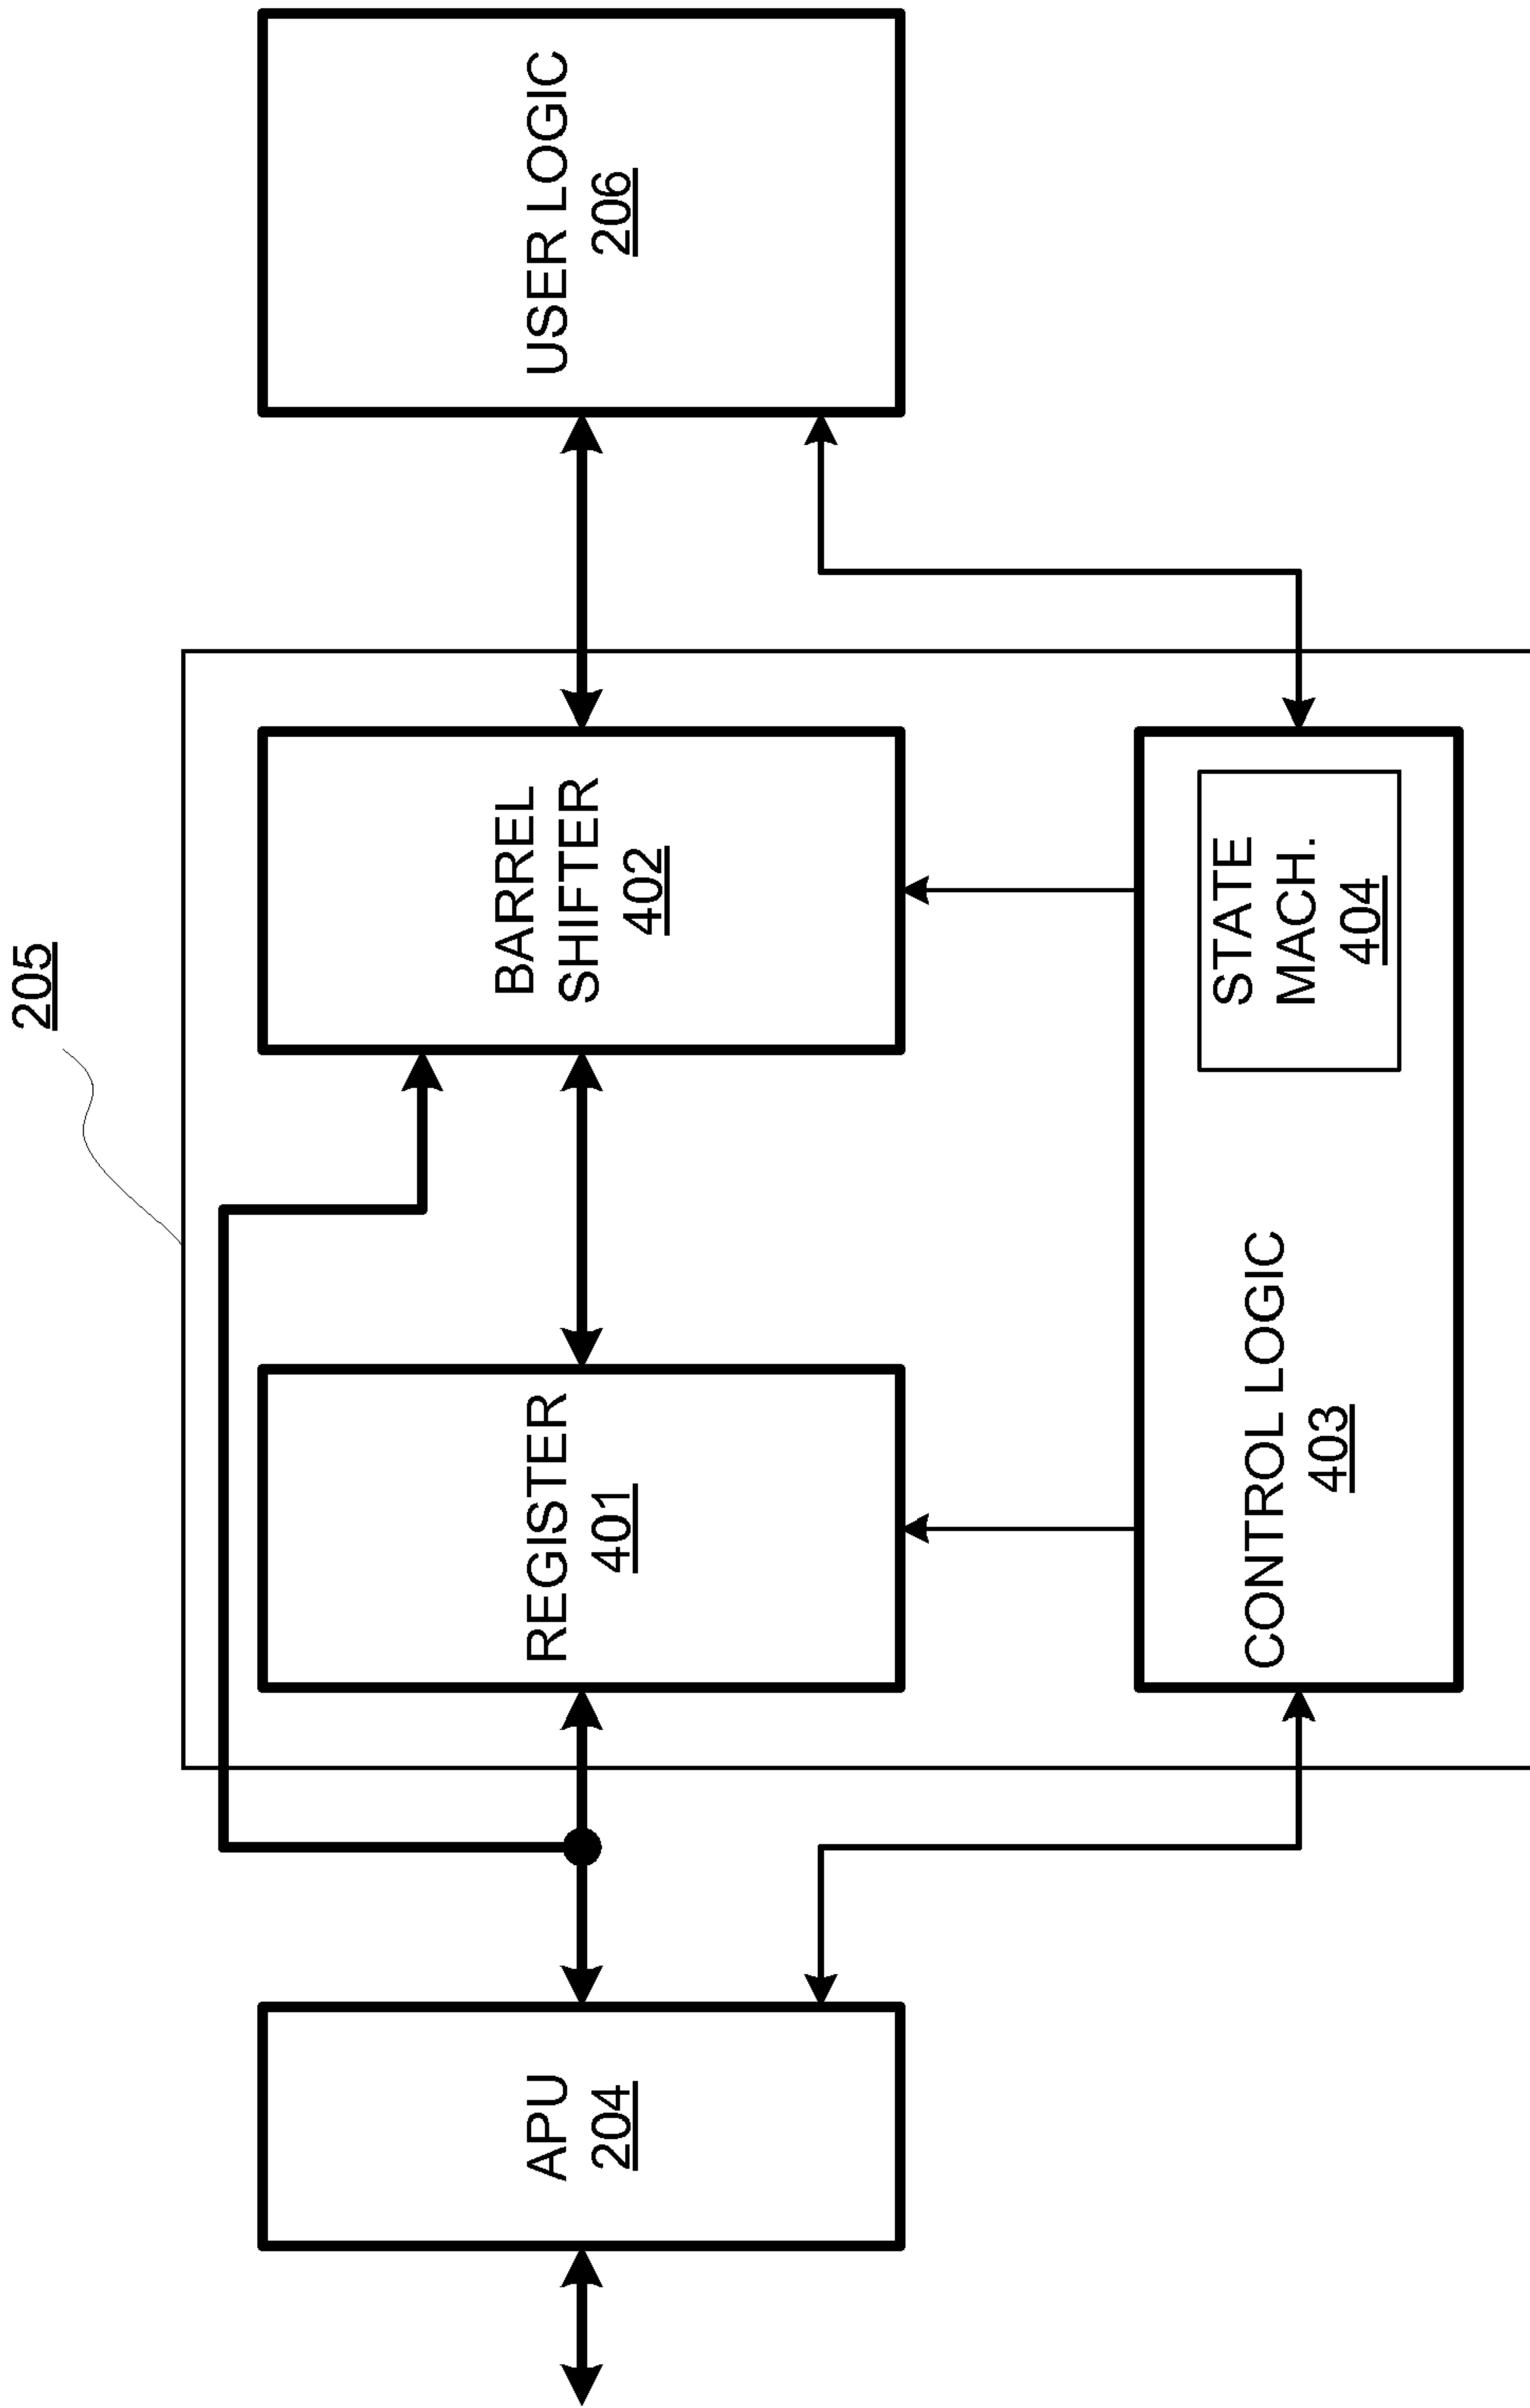 205
APU
204
REGISTER
401
BARREL
SHIFTER
402
USER LOGIC
206
CONTROL LOGIC
403
STATE
MACH.
404